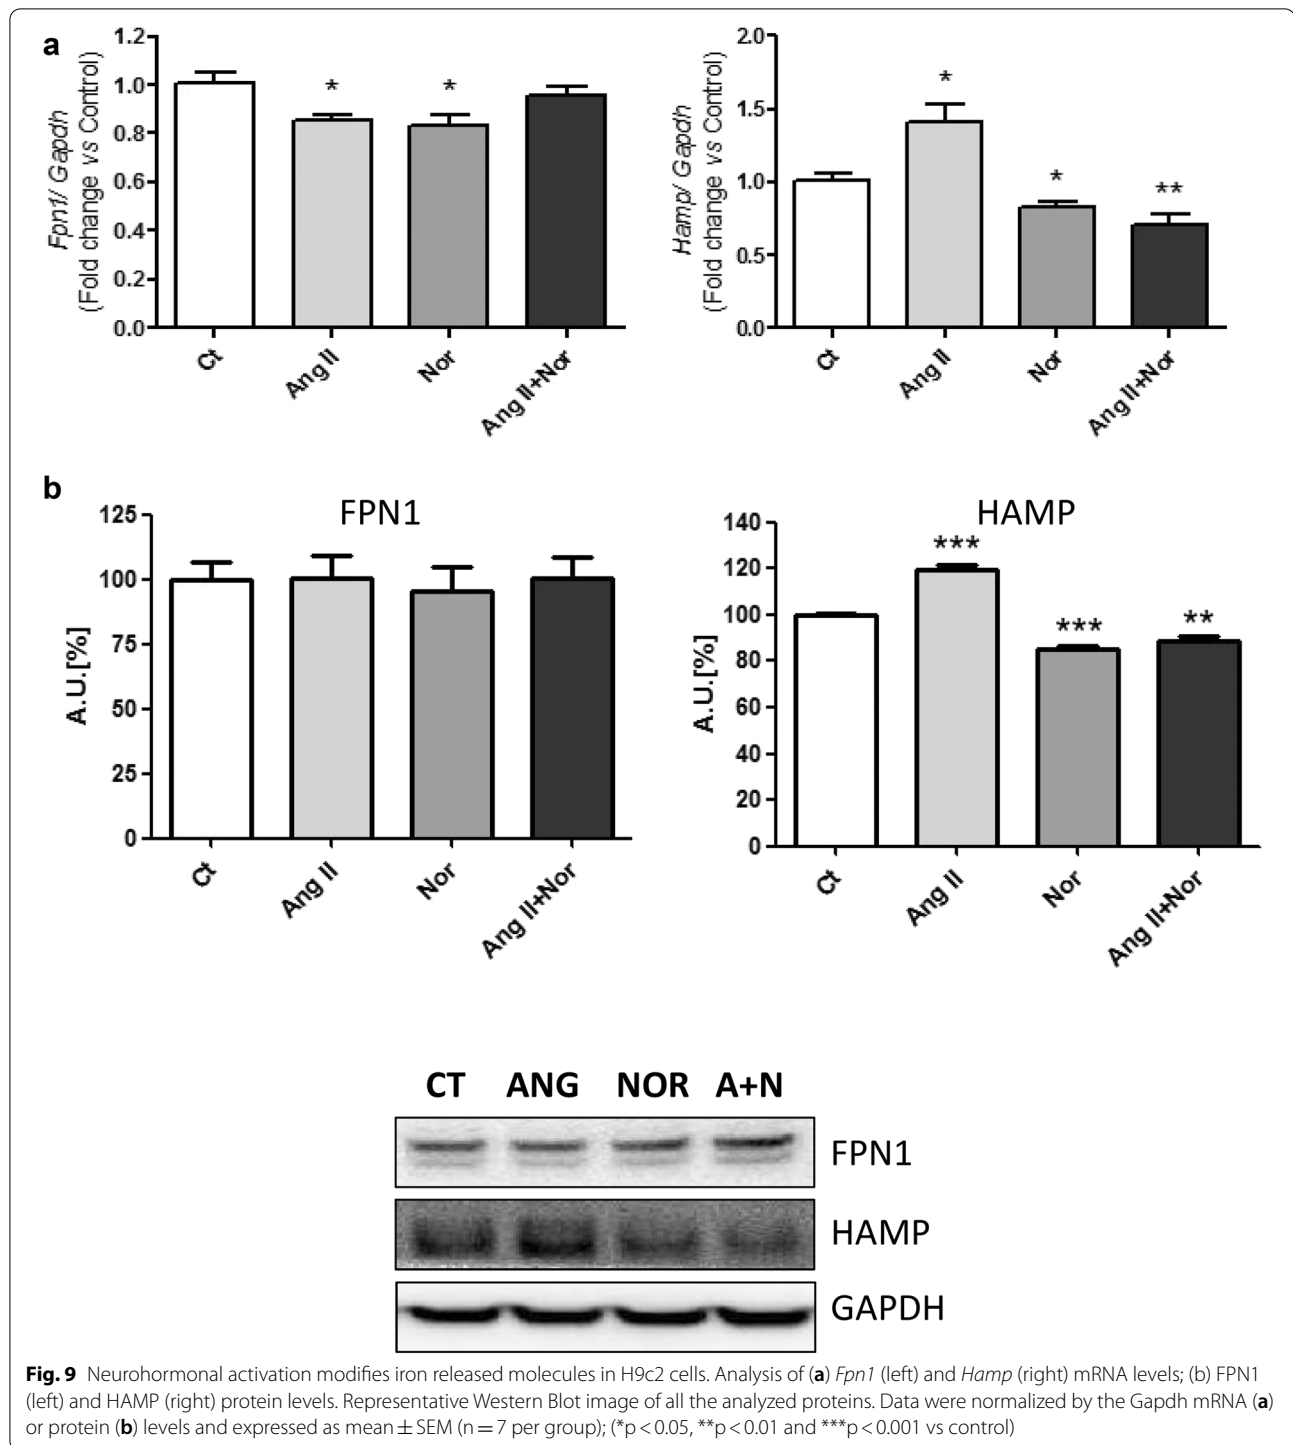 a
1.2
1.0
0.8
0.6
0.4
0.2
0.0
Fpn1/ Gapdh
(Fold change vs Control)
* *
Ct Ang II Nor Ang II+Nor
2.0
1.5
1.0
0.5
0.0
Hamp/ Gapdh
(Fold change vs Control)
* * **
Ct Ang II Nor Ang II+Nor
b
FPN1
125
100
75
50
25
0
A.U.[%]
Ct Ang II Nor Ang II+Nor
HAMP
140
120
100
80
60
40
20
0
A.U.[%]
*** *** **
Ct Ang II Nor Ang II+Nor
CT ANG NOR A+N
FPN1
HAMP
GAPDH
Fig. 9 Neurohormonal activation modifies iron released molecules in H9c2 cells. Analysis of (a) Fpn1 (left) and Hamp (right) mRNA levels; (b) FPN1
(left) and HAMP (right) protein levels. Representative Western Blot image of all the analyzed proteins. Data were normalized by the Gapdh mRNA (a)
or protein (b) levels and expressed as mean ± SEM (n = 7 per group); (*p < 0.05, **p < 0.01 and ***p < 0.001 vs control)